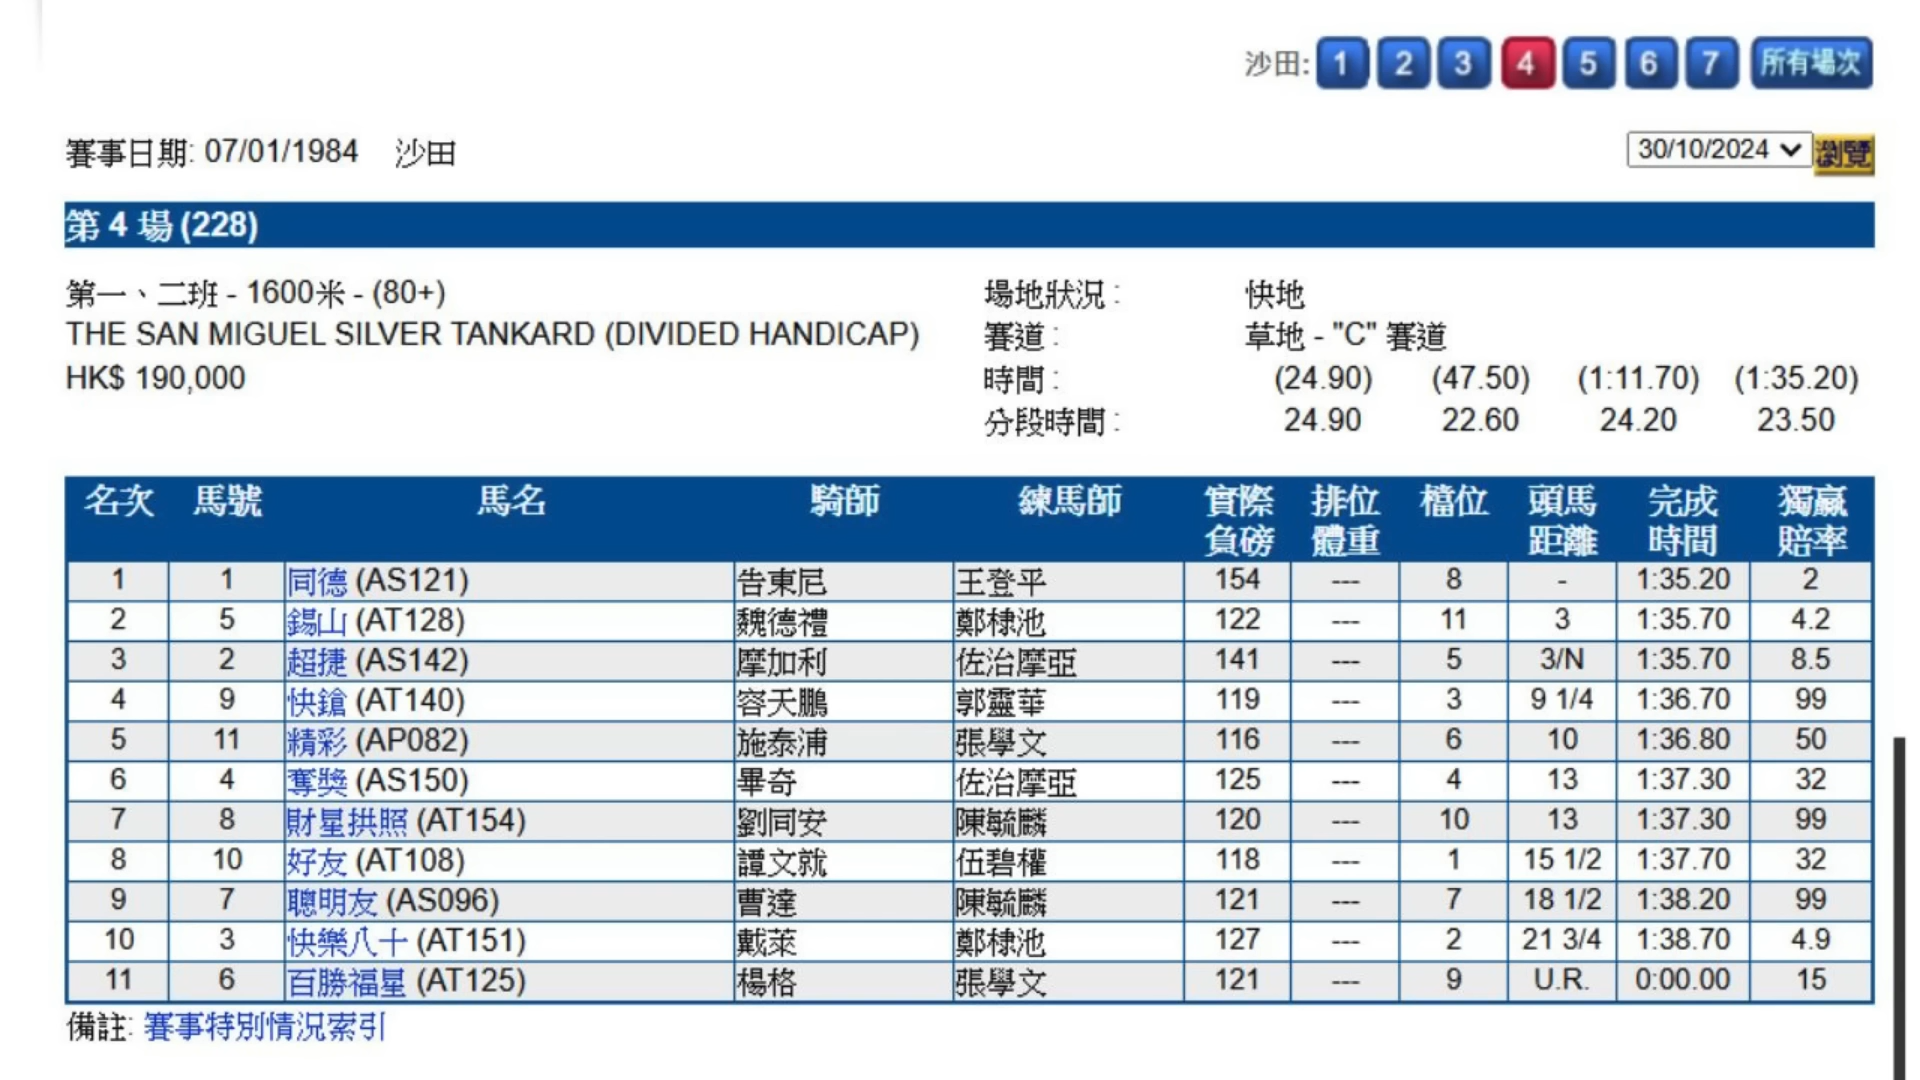 沙田: 1 2 3 4 5 6 7 所有場次
賽事日期: 07/01/1984 沙田 30/10/2024 瀏覽
第 4 場 (228)
第一、二班 - 1600米 - (80+) 場地狀況 : 快地
THE SAN MIGUEL SILVER TANKARD (DIVIDED HANDICAP) 賽道 : 草地 - "C" 賽道
HK$ 190,000 時間 : (24.90) (47.50) (1:11.70) (1:35.20)
分段時間 : 24.90 22.60 24.20 23.50
名次 馬號 馬名 騎師 練馬師 實際負磅 排位體重 檔位 頭馬距離 完成時間 獨贏賠率
1 1 同德 (AS121) 告東尼 王登平 154 --- 8 - 1:35.20 2
2 5 錫山 (AT128) 魏德禮 鄭棣池 122 --- 11 3 1:35.70 4.2
3 2 超捷 (AS142) 摩加利 佐治摩亞 141 --- 5 3/N 1:35.70 8.5
4 9 快鎗 (AT140) 容天鵬 郭靈華 119 --- 3 9 1/4 1:36.70 99
5 11 精彩 (AP082) 施泰浦 張學文 116 --- 6 10 1:36.80 50
6 4 奪獎 (AS150) 畢奇 佐治摩亞 125 --- 4 13 1:37.30 32
7 8 財星拱照 (AT154) 劉同安 陳毓麟 120 --- 10 13 1:37.30 99
8 10 好友 (AT108) 譚文就 伍碧權 118 --- 1 15 1/2 1:37.70 32
9 7 聰明友 (AS096) 曹達 陳毓麟 121 --- 7 18 1/2 1:38.20 99
10 3 快樂八十 (AT151) 戴萊 鄭棣池 127 --- 2 21 3/4 1:38.70 4.9
11 6 百勝福星 (AT125) 楊格 張學文 121 --- 9 U.R. 0:00.00 15
備註: 賽事特別情況索引